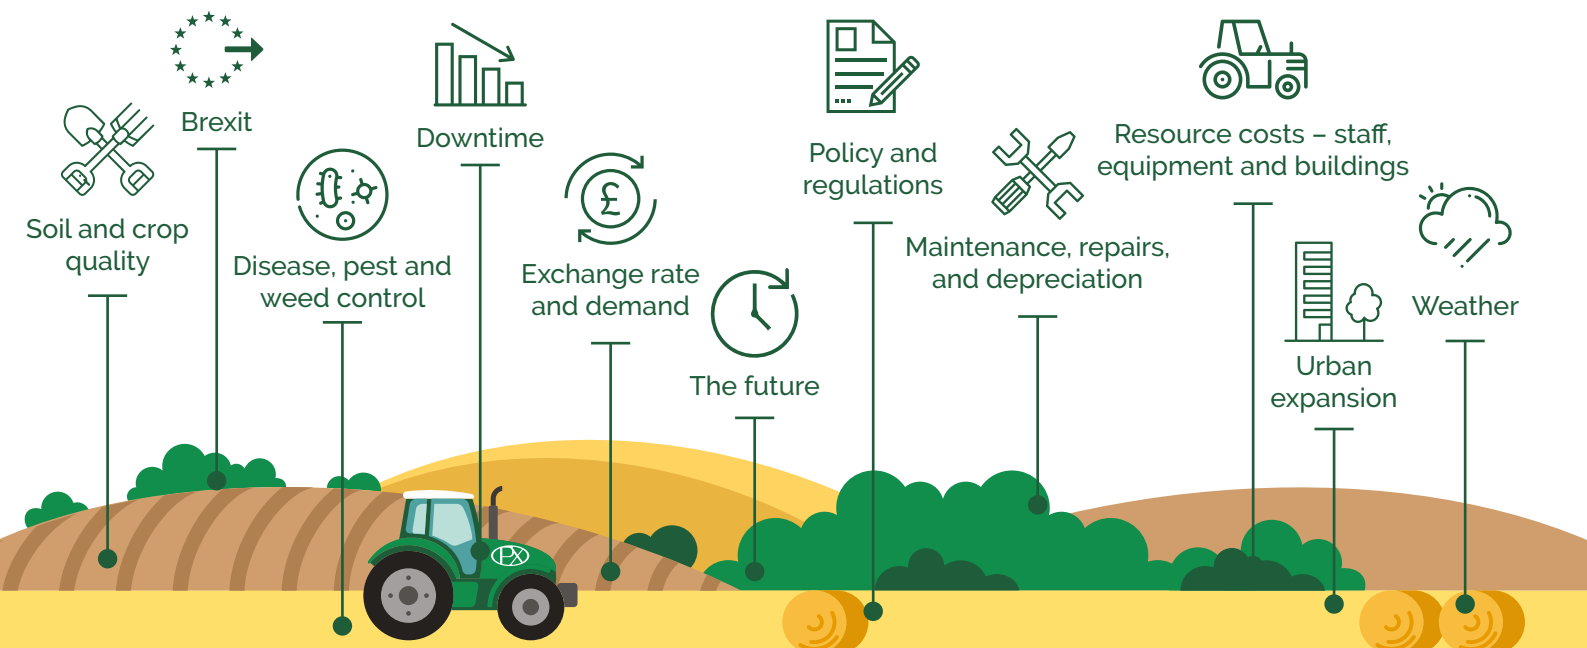 Brexit
Soil and crop
quality
Disease, pest and
weed control
Downtime
Exchange rate
and demand
The future
Policy and
regulations
Maintenance, repairs,
and depreciation
Resource costs – staff,
equipment and buildings
Urban
expansion
Weather
£
PX